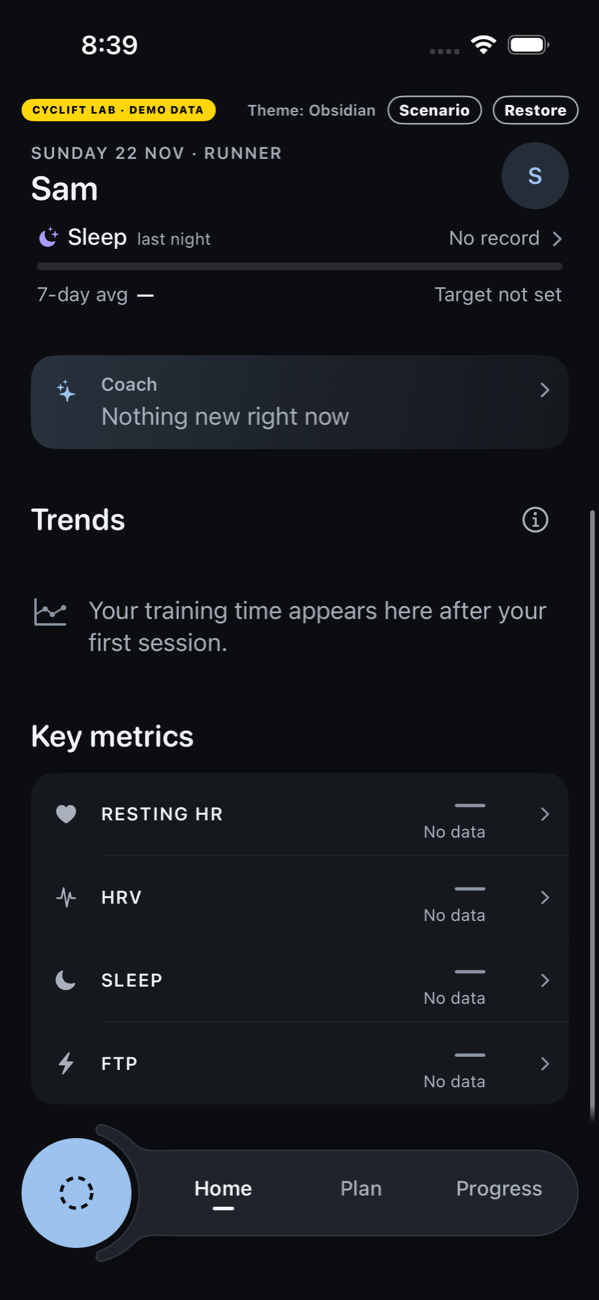 8:39
CYCLIFT LAB · DEMO DATA
Theme: Obsidian
Scenario
Restore
SUNDAY 22 NOV · RUNNER
Sam
S
Sleep last night
No record
7-day avg —
Target not set
Coach
Nothing new right now
Trends
Your training time appears here after your
first session.
Key metrics
RESTING HR
—
No data
HRV
—
No data
SLEEP
—
No data
FTP
—
No data
Home
Plan
Progress